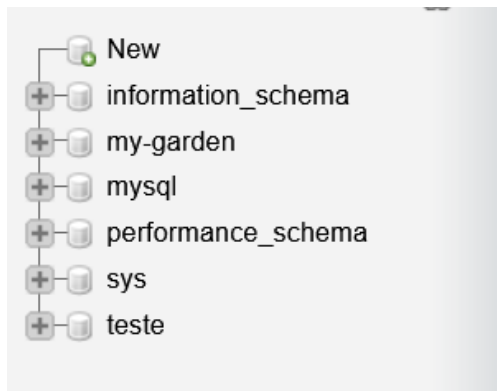 New
information_schema
my-garden
mysql
performance_schema
sys
teste